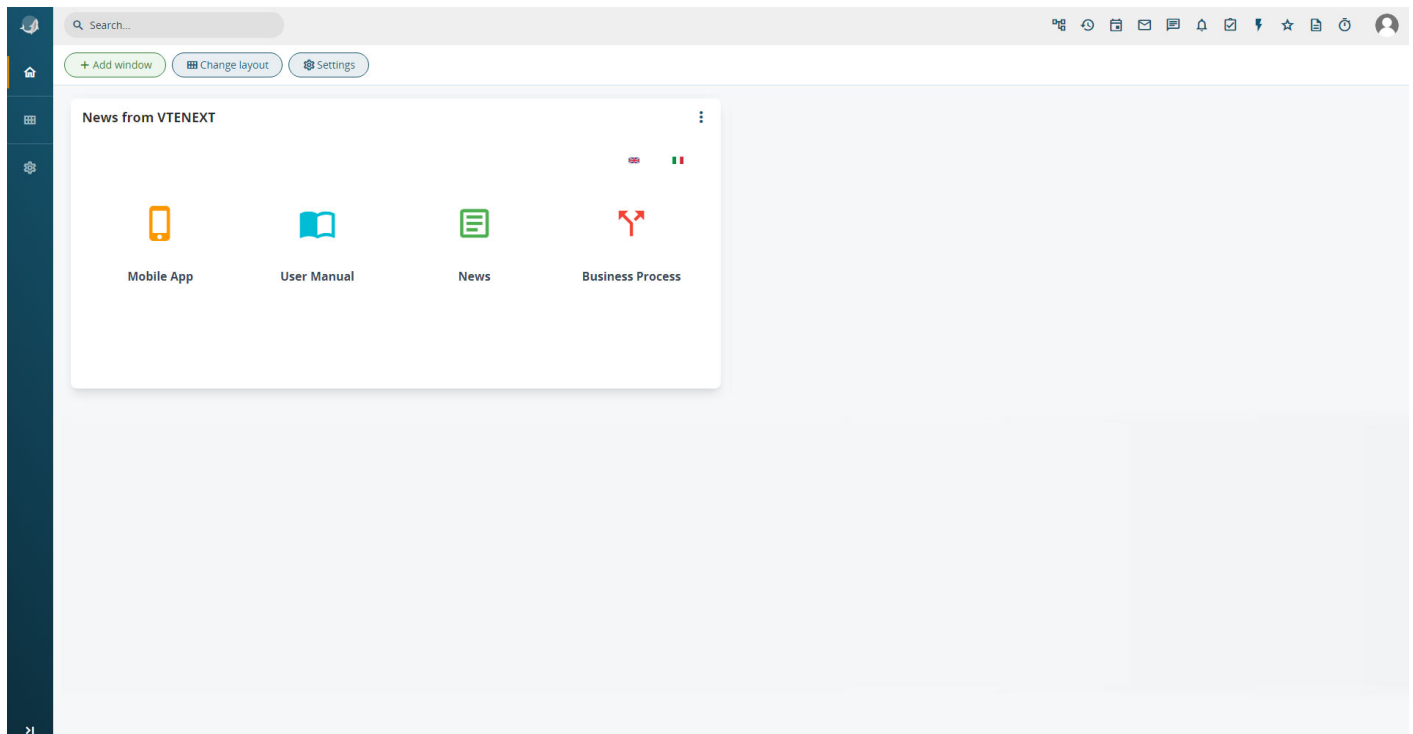 Search...
+ Add window Change layout Settings
News from VTENEXT
Mobile App User Manual News Business Process